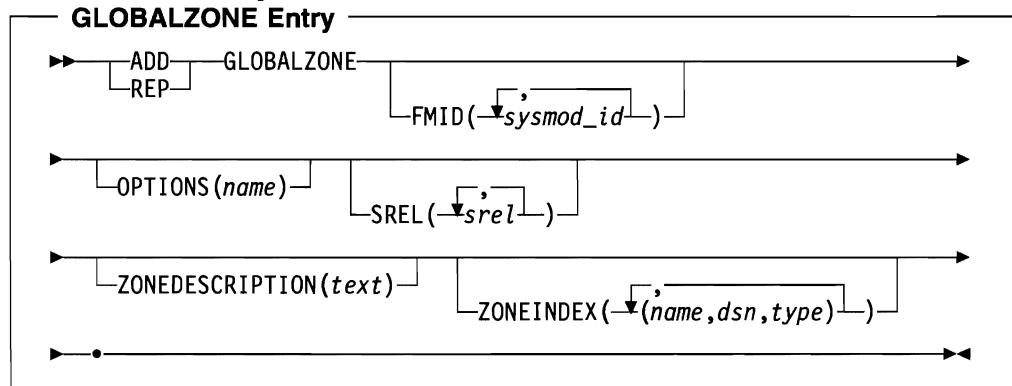 GLOBALZONE Entry
ADD GLOBALZONE
REP
,
FMID( sysmod_id )
OPTIONS(name)
,
SREL( srel )
ZONEDESCRIPTION(text)
,
ZONEINDEX( (name,dsn,type) )